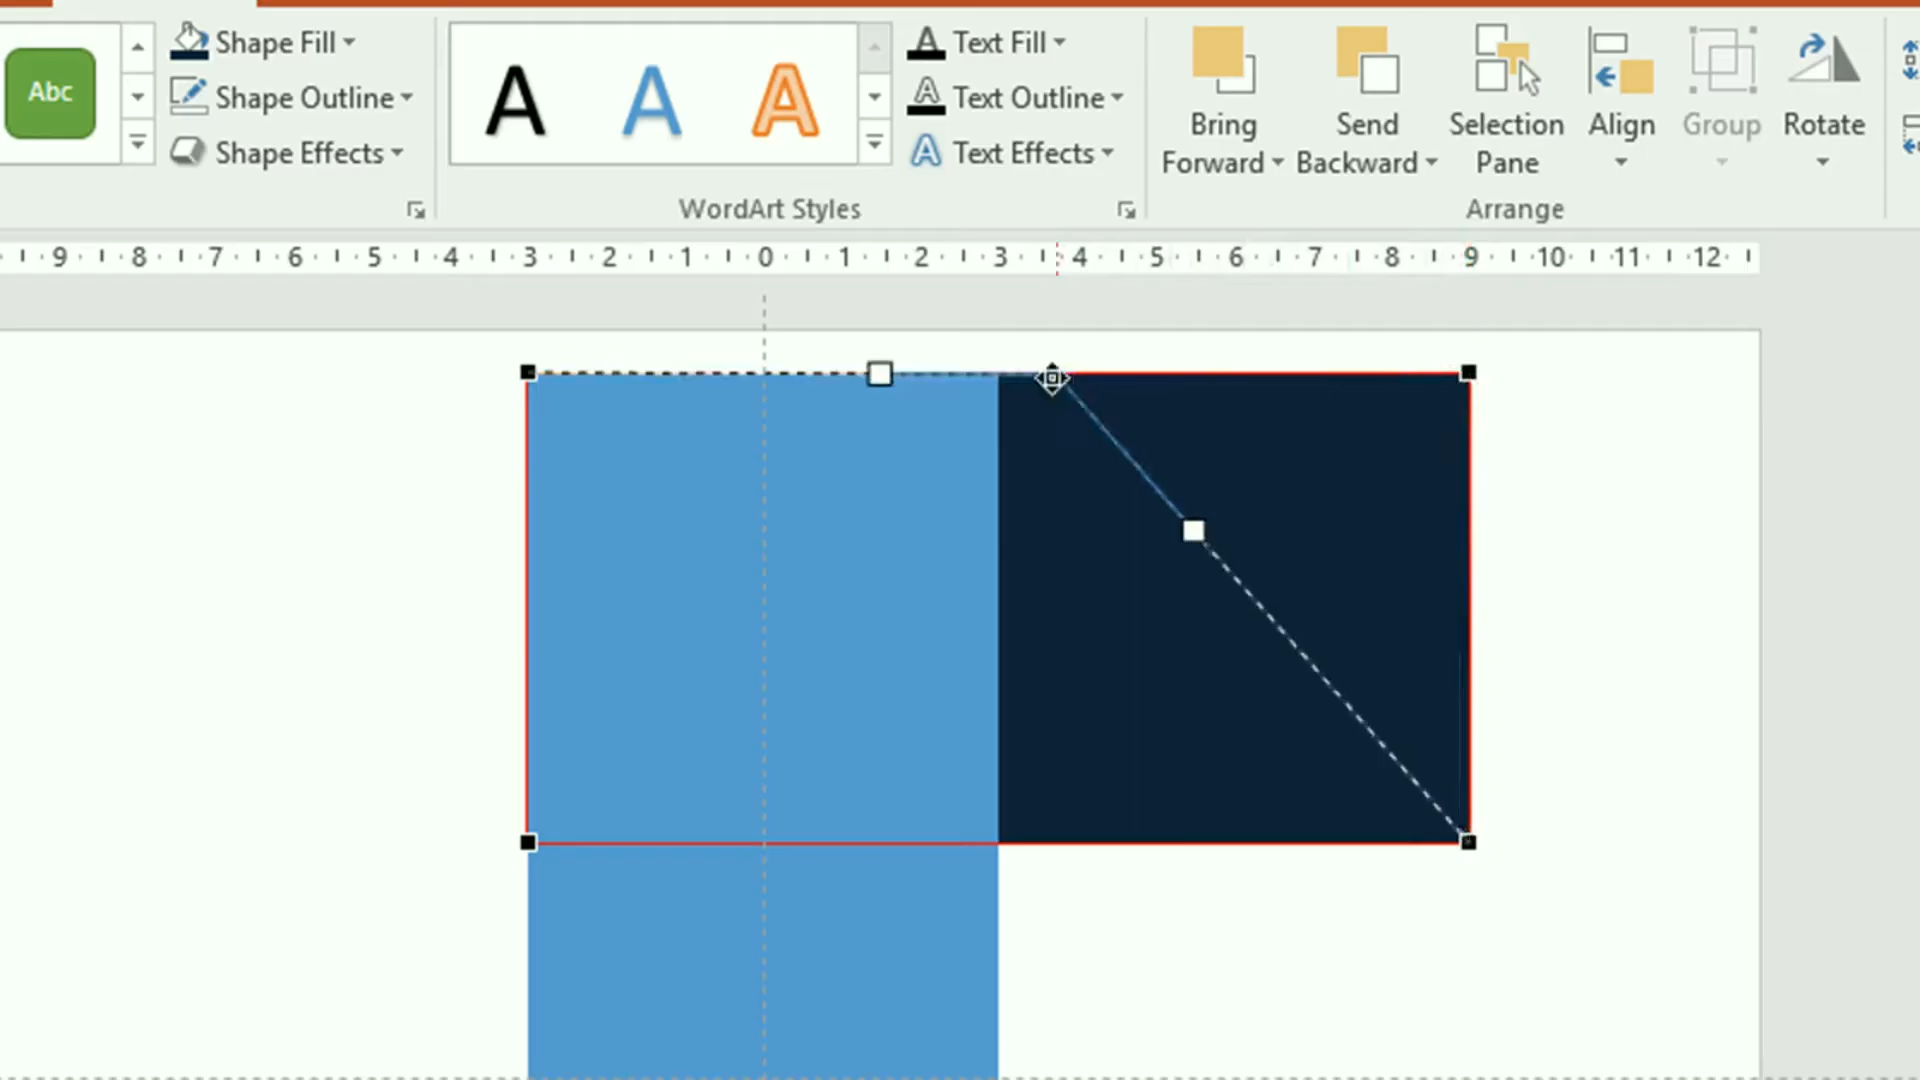 Abc
Shape Fill
Shape Outline
Shape Effects
A A A
WordArt Styles
Text Fill
Text Outline
Text Effects
Bring Forward
Send Backward
Selection Pane
Align
Group
Rotate
Arrange
9 8 7 6 5 4 3 2 1 0 1 2 3 4 5 6 7 8 9 10 11 12